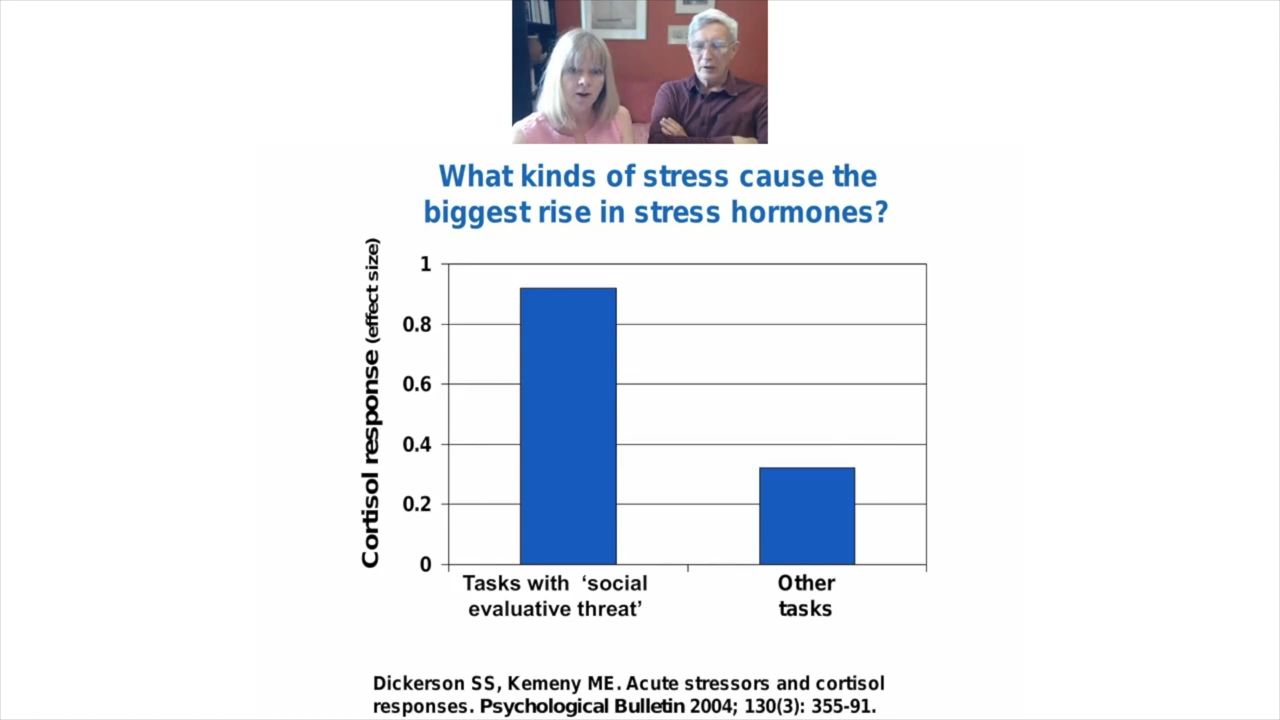 What kinds of stress cause the
biggest rise in stress hormones?
Cortisol response (effect size)
1
0.8
0.6
0.4
0.2
0
Tasks with ‘social
evaluative threat’
Other
tasks
Dickerson SS, Kemeny ME. Acute stressors and cortisol
responses. Psychological Bulletin 2004; 130(3): 355-91.